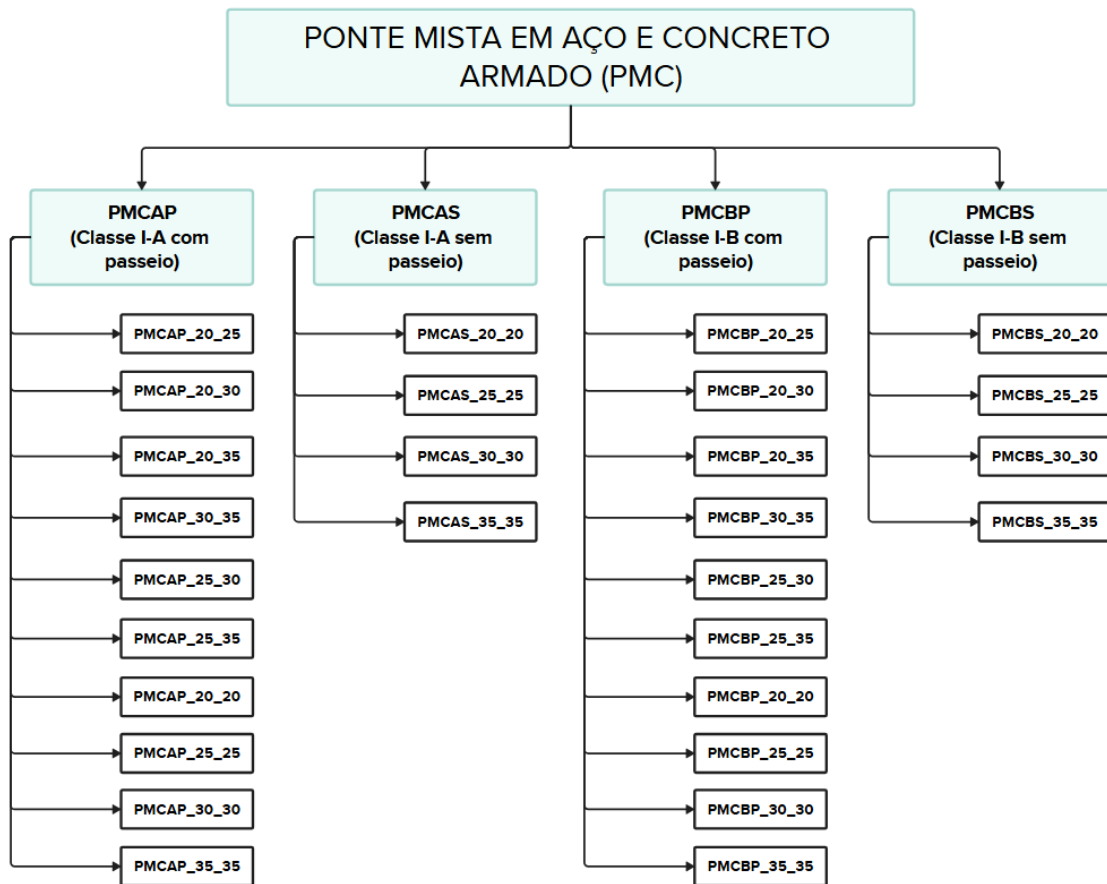 PONTE MISTA EM AÇO E CONCRETO
ARMADO (PMC)
PMCAP
(Classe I-A com
passeio)
PMCAP_20_25
PMCAP_20_30
PMCAP_20_35
PMCAP_30_35
PMCAP_25_30
PMCAP_25_35
PMCAP_20_20
PMCAP_25_25
PMCAP_30_30
PMCAP_35_35
PMCAS
(Classe I-A sem
passeio)
PMCAS_20_20
PMCAS_25_25
PMCAS_30_30
PMCAS_35_35
PMCBP
(Classe I-B com
passeio)
PMCBP_20_25
PMCBP_20_30
PMCBP_20_35
PMCBP_30_35
PMCBP_25_30
PMCBP_25_35
PMCBP_20_20
PMCBP_25_25
PMCBP_30_30
PMCBP_35_35
PMCBS
(Classe I-B sem
passeio)
PMCBS_20_20
PMCBS_25_25
PMCBS_30_30
PMCBS_35_35